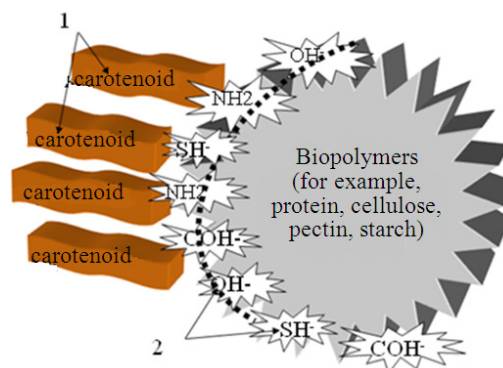 1
carotenoid
carotenoid
carotenoid
carotenoid
OH-
NH2
SH-
NH2
COH-
OH-
SH-
COH-
Biopolymers
(for example,
protein, cellulose,
pectin, starch)
2